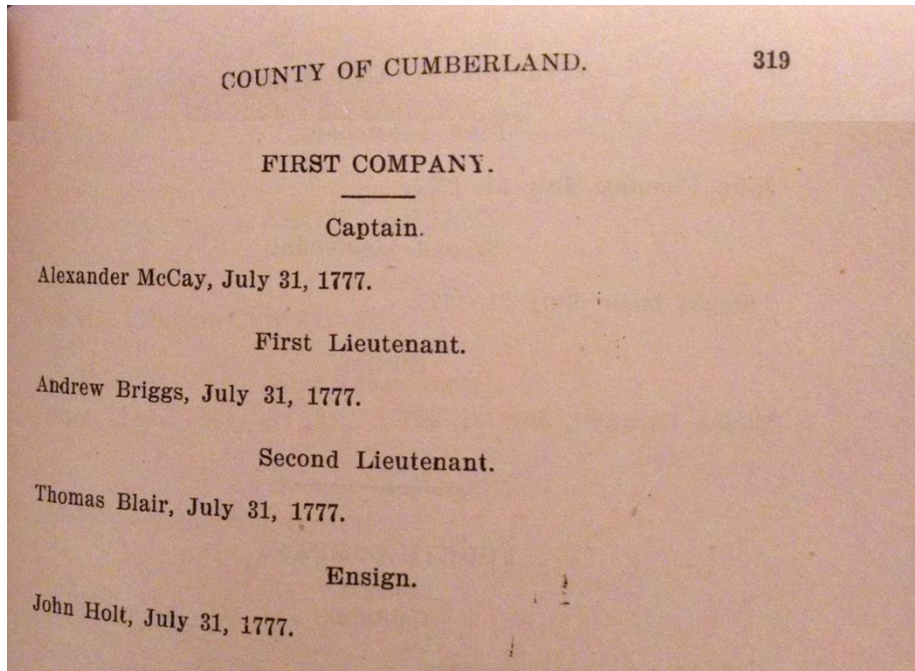 COUNTY OF CUMBERLAND. 319
FIRST COMPANY.
Captain.
Alexander McCay, July 31, 1777.
First Lieutenant.
Andrew Briggs, July 31, 1777.
Second Lieutenant.
Thomas Blair, July 31, 1777.
Ensign.
John Holt, July 31, 1777.